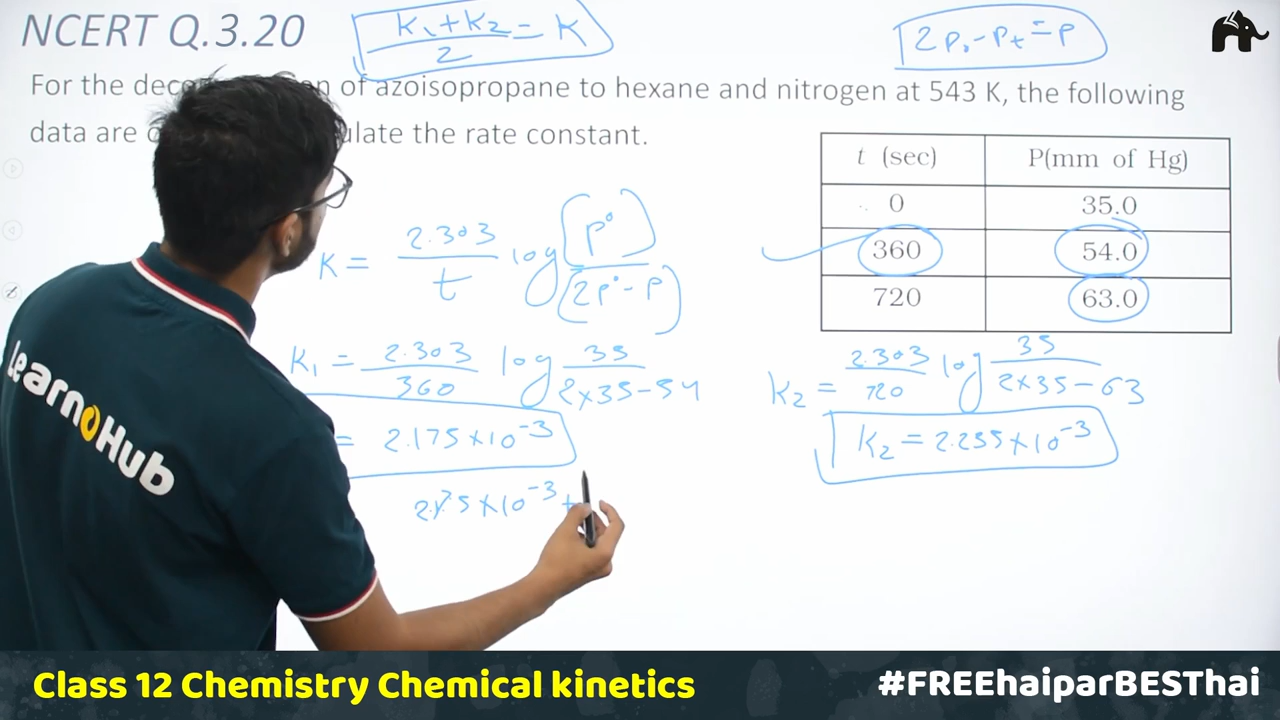 NCERT Q.3.20
K₁+K₂/2 = K
2P₀-Pₜ = P
For the of azoisopropane to hexane and nitrogen at 543 K, the following
data are the rate constant.
t (sec) P(mm of Hg)
0 35.0
360 54.0
720 63.0
K = 2.303/t log [P°]/[2P°-P]
K₁ = 2.303/360 log 35/2×35-54
K₂ = 2.303/720 log 35/2×35-63
= 2.175×10⁻³
K₂ = 2.235×10⁻³
2.175×10⁻³ +
LearnoHub
Class 12 Chemistry Chemical kinetics
#FREEhaiparBESThai